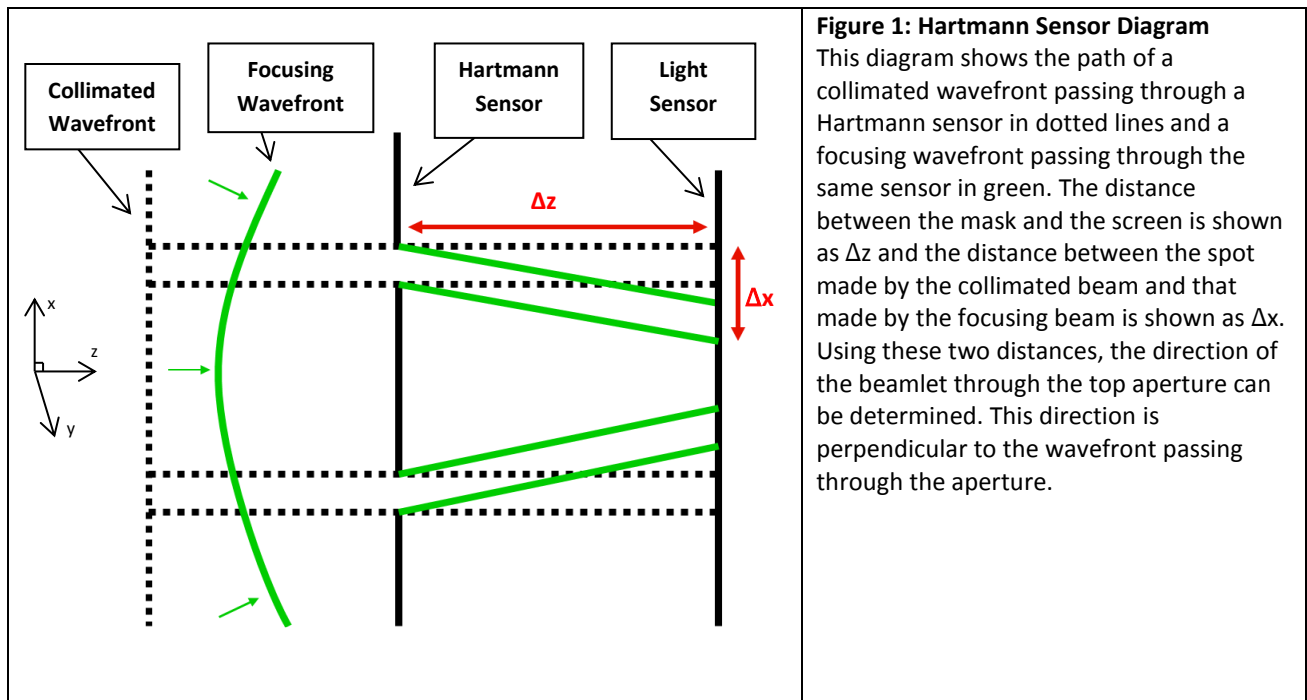 Collimated
Wavefront
Focusing
Wavefront
Hartmann
Sensor
Light
Sensor
Δz
Δx
x
z
y
Figure 1: Hartmann Sensor Diagram
This diagram shows the path of a
collimated wavefront passing through a
Hartmann sensor in dotted lines and a
focusing wavefront passing through the
same sensor in green. The distance
between the mask and the screen is shown
as Δz and the distance between the spot
made by the collimated beam and that
made by the focusing beam is shown as Δx.
Using these two distances, the direction of
the beamlet through the top aperture can
be determined. This direction is
perpendicular to the wavefront passing
through the aperture.